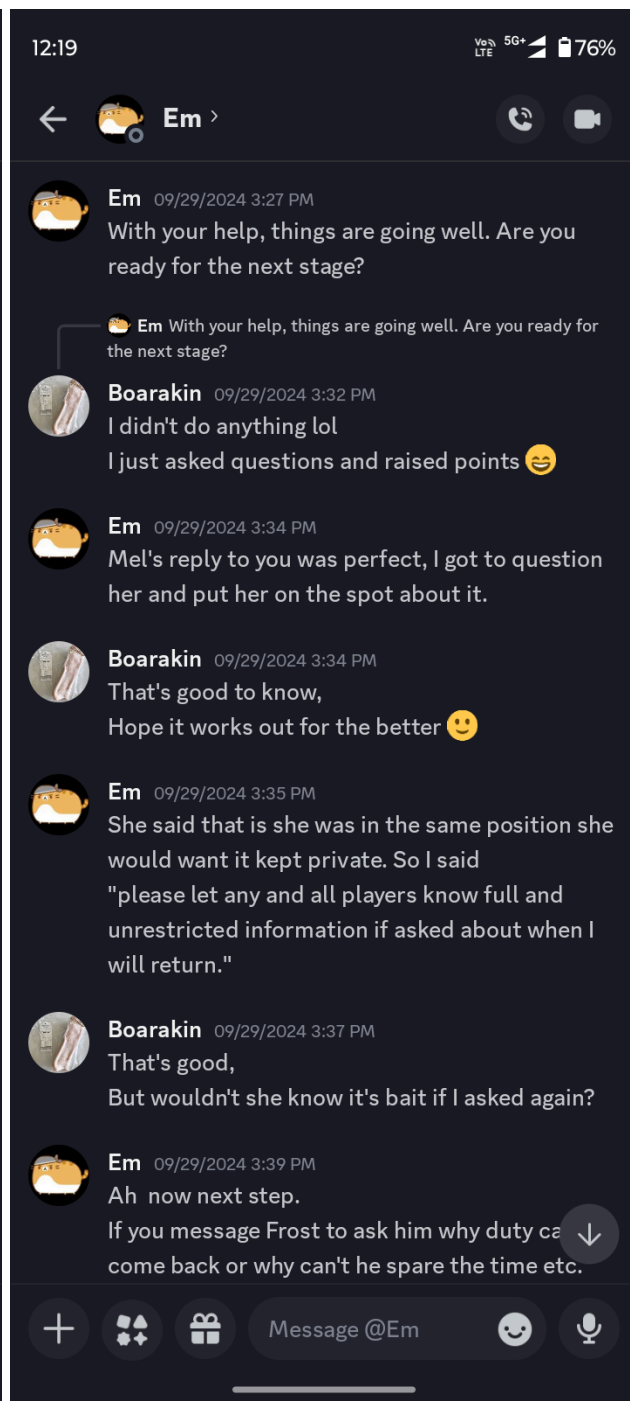 12:19
Vo LTE 5G+ 76%
Em
Em 09/29/2024 3:27 PM
With your help, things are going well. Are you
ready for the next stage?
Em With your help, things are going well. Are you ready for
the next stage?
Boarakin 09/29/2024 3:32 PM
I didn't do anything lol
I just asked questions and raised points 😄
Em 09/29/2024 3:34 PM
Mel's reply to you was perfect, I got to question
her and put her on the spot about it.
Boarakin 09/29/2024 3:34 PM
That's good to know,
Hope it works out for the better 🙂
Em 09/29/2024 3:35 PM
She said that is she was in the same position she
would want it kept private. So I said
"please let any and all players know full and
unrestricted information if asked about when I
will return."
Boarakin 09/29/2024 3:37 PM
That's good,
But wouldn't she know it's bait if I asked again?
Em 09/29/2024 3:39 PM
Ah now next step.
If you message Frost to ask him why duty
come back or why can't he spare the time etc.
Message @Em